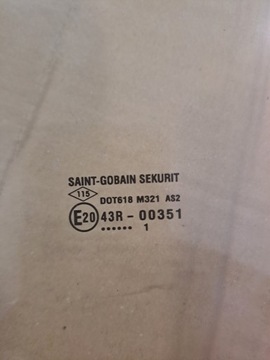 SAINT-GOBAIN SEKURIT
115 DOT618 M321 AS2
E20 43R - 00351
•••••• 1